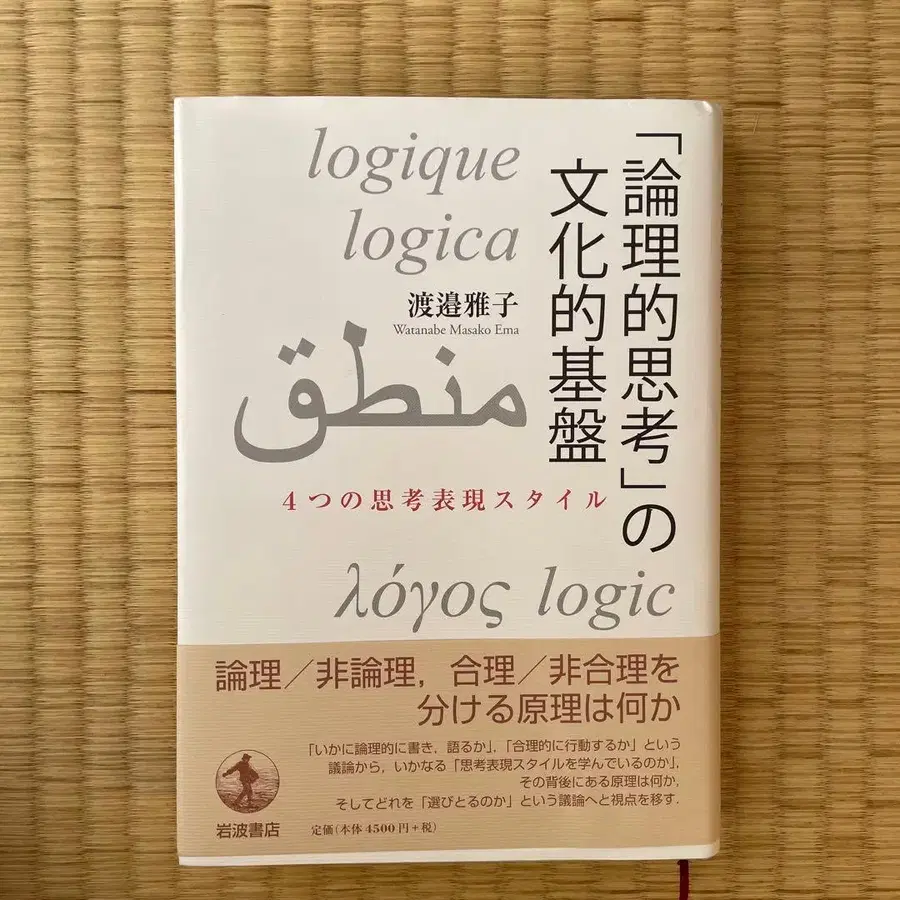 「論理的思考」の
文化的基盤
logique
logica
渡邉雅子
Watanabe Masako Ema
منطق
4つの思考表現スタイル
λόγος logic
論理／非論理，合理／非合理を
分ける原理は何か
「いかに論理的に書き，語るか」，「合理的に行動するか」という
議論から，いかなる「思考表現スタイルを学んでいるのか」，
その背後にある原理は何か，
そしてどれを「選びとるのか」という議論へと視点を移す．
岩波書店
定価（本体 4500 円＋税）